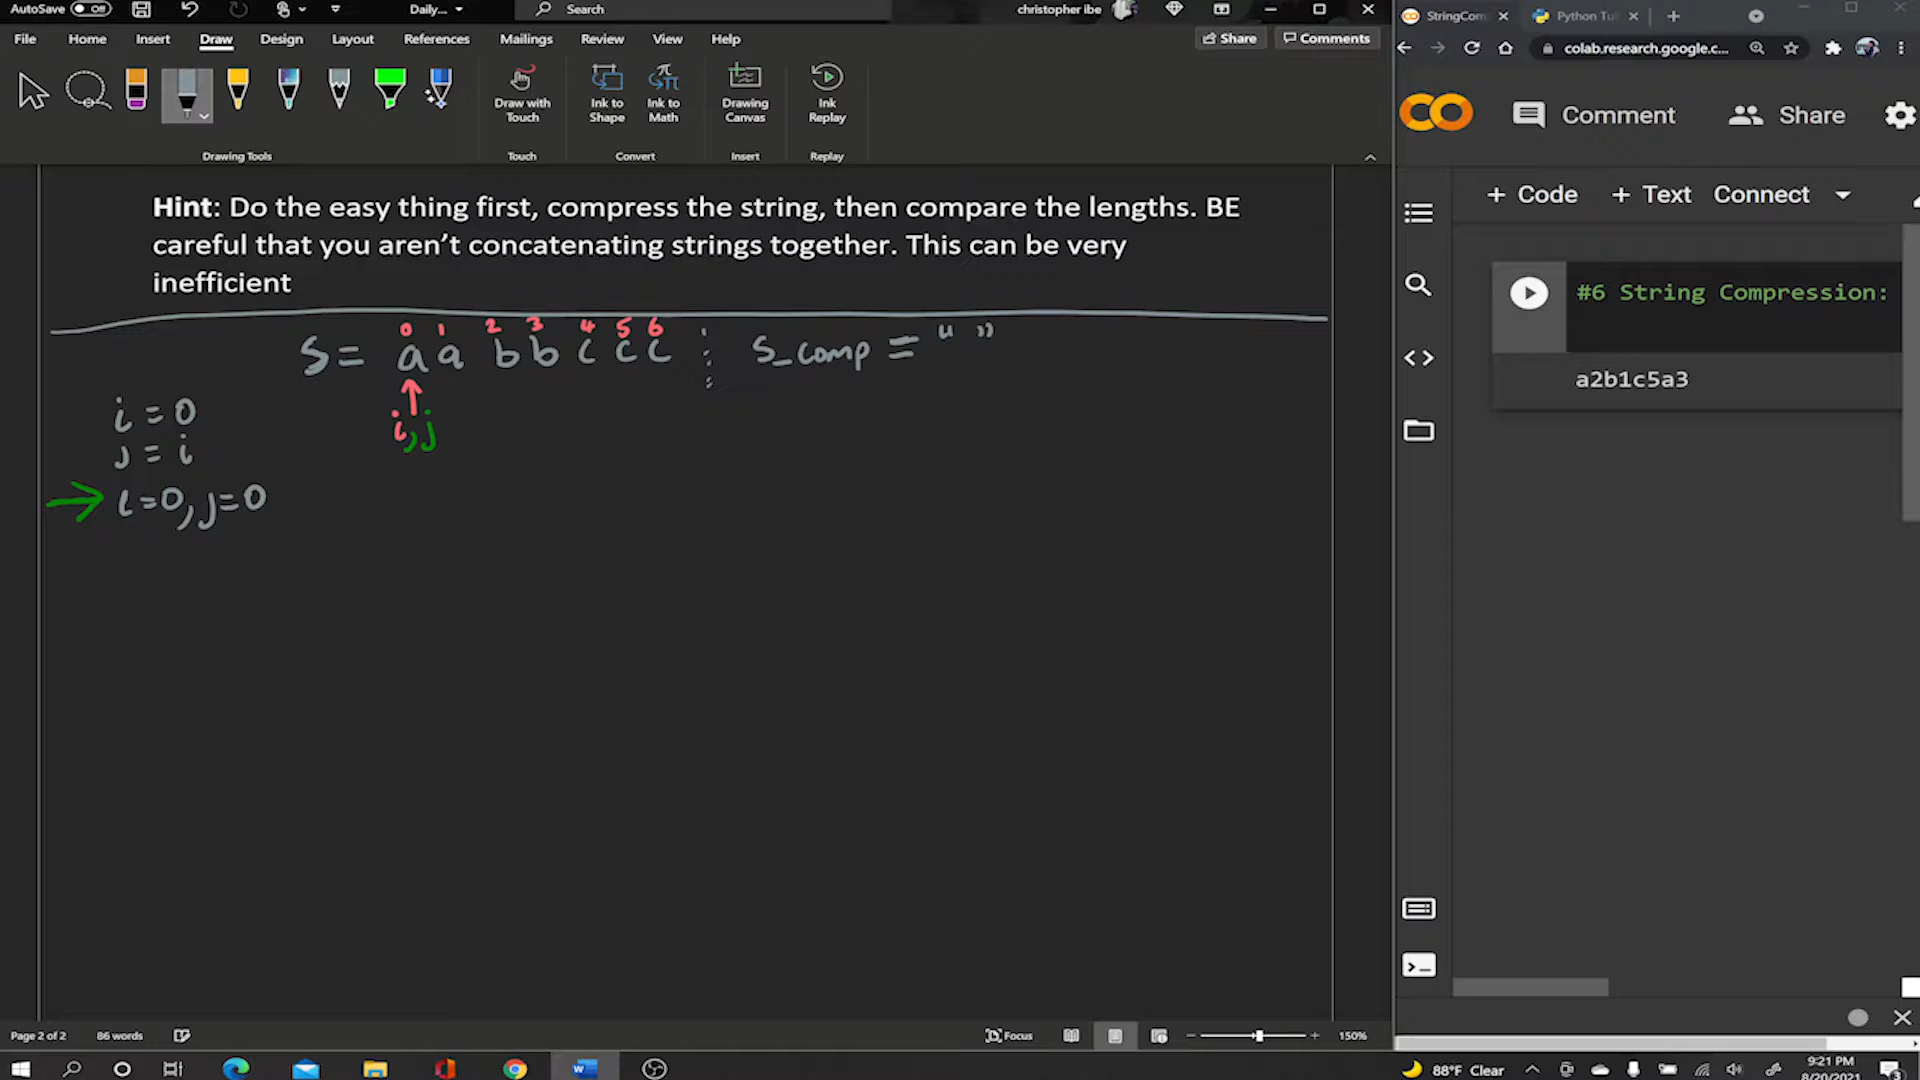 AutoSave Off Daily... Search christopher ibe
File Home Insert Draw Design Layout References Mailings Review View Help Share Comments
Draw with Touch
Ink to Shape
Ink to Math
Drawing Canvas
Ink Replay
Drawing Tools Touch Convert Insert Replay
Hint: Do the easy thing first, compress the string, then compare the lengths. BE
careful that you aren't concatenating strings together. This can be very
inefficient
0 1 2 3 4 5 6
S = a a b b c c c S_comp = " "
i = 0
i, j
j = i
i=0, j=0
Page 2 of 2 86 words Focus 150%
StringCom Python Tu
colab.research.google.c...
Comment Share
+ Code + Text Connect
#6 String Compression:
a2b1c5a3
88°F Clear 9:21 PM
8/20/2021
3